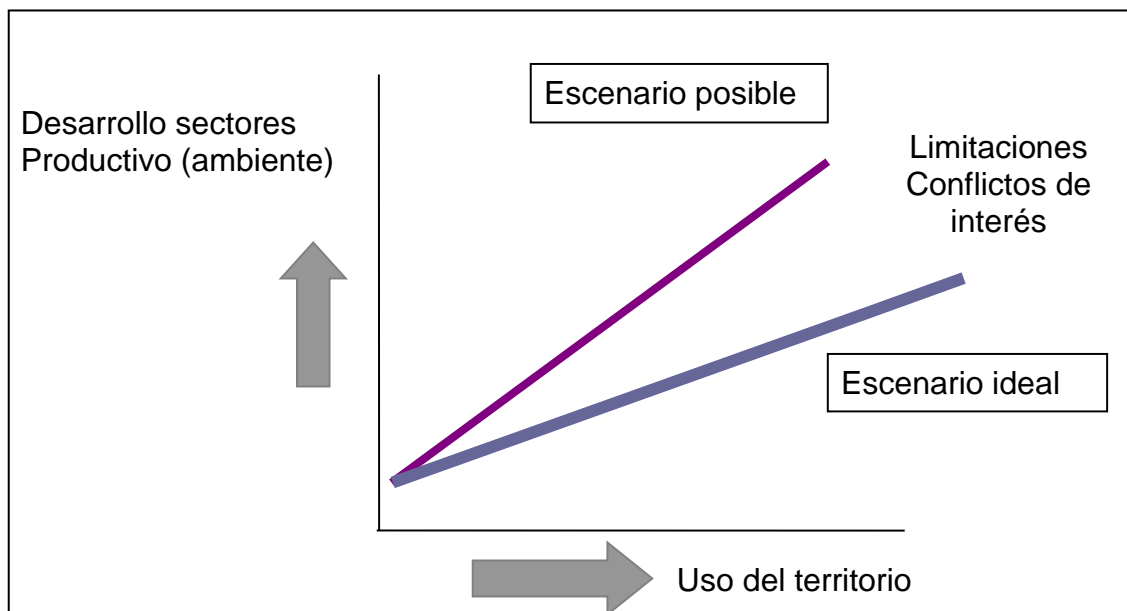 Escenario posible
Desarrollo sectores
Productivo (ambiente)
Limitaciones
Conflictos de
interés
Escenario ideal
Uso del territorio